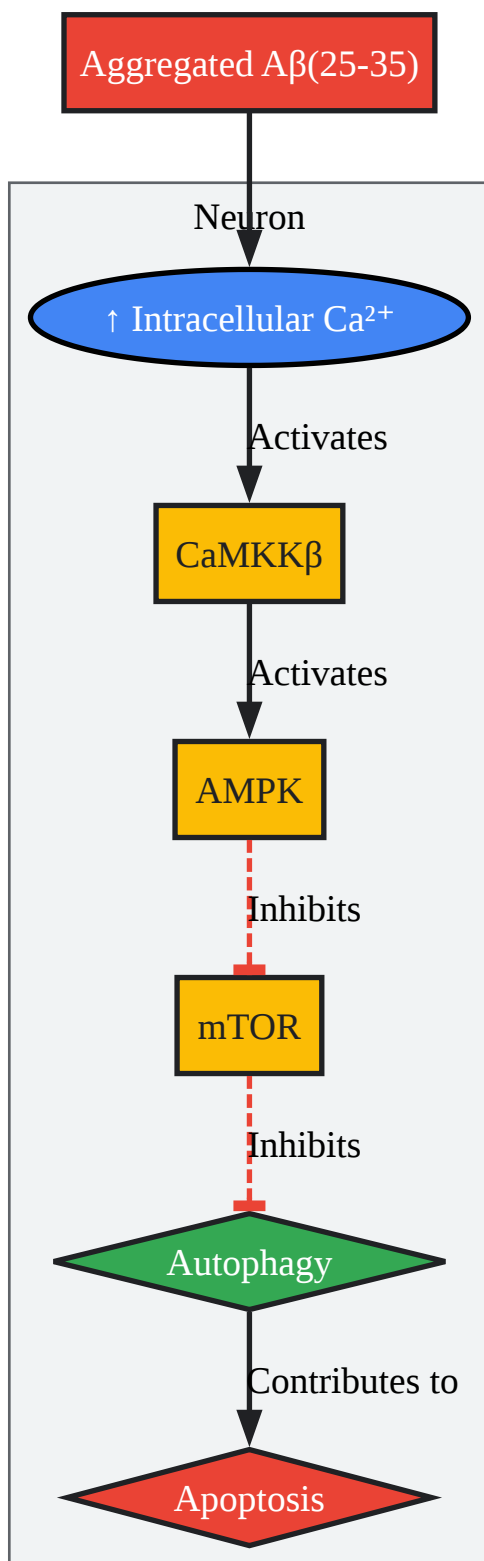 Aggregated Aβ(25-35)
Neuron
↑ Intracellular Ca²⁺
Activates
CaMKKβ
Activates
AMPK
Inhibits
mTOR
Inhibits
Autophagy
Contributes to
Apoptosis